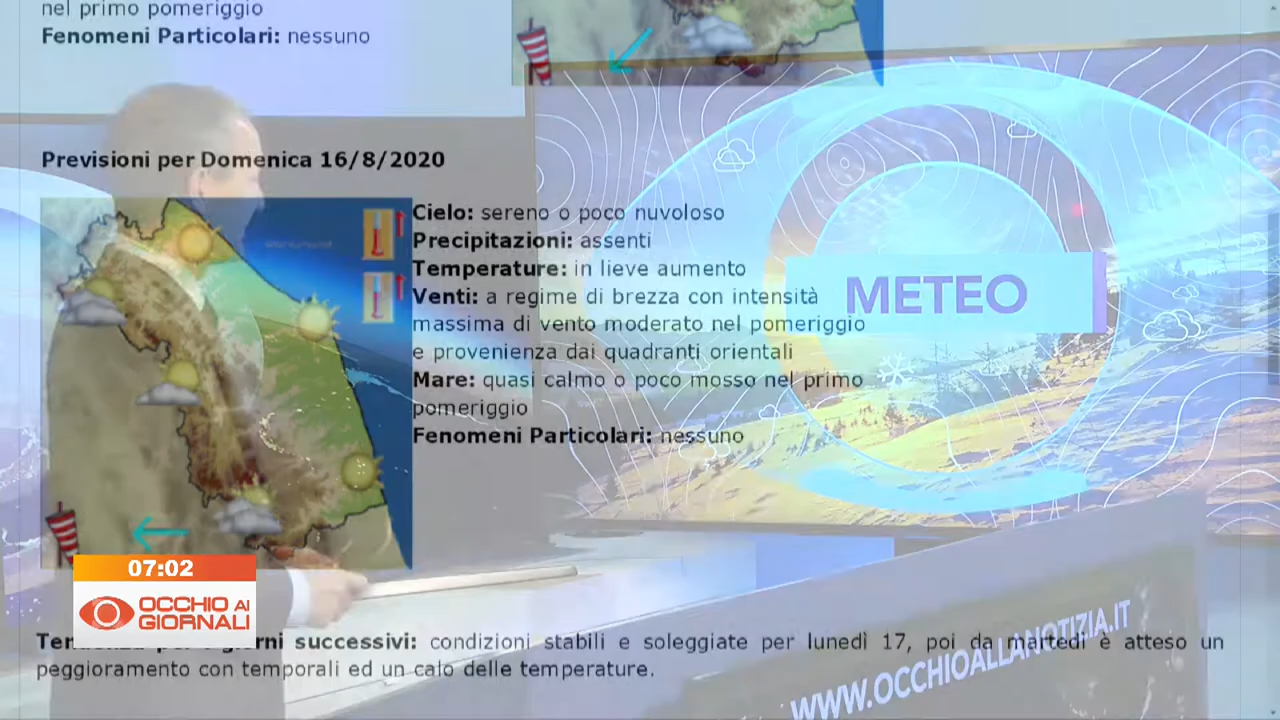 nel primo pomeriggio
Fenomeni Particolari: nessuno
Previsioni per Domenica 16/8/2020
Cielo: sereno o poco nuvoloso
Precipitazioni: assenti
Temperature: in lieve aumento
Venti: a regime di brezza con intensità
massima di vento moderato nel pomeriggio
e provenienza dai quadranti orientali
Mare: quasi calmo o poco mosso nel primo
pomeriggio
Fenomeni Particolari: nessuno
METEO
07:02
OCCHIO AI
GIORNALI
giorni successivi: condizioni stabili e soleggiate per lunedì 17, poi da martedì è atteso un
peggioramento con temporali ed un calo delle temperature.
WWW.OCCHIOALLANOTIZIA.IT